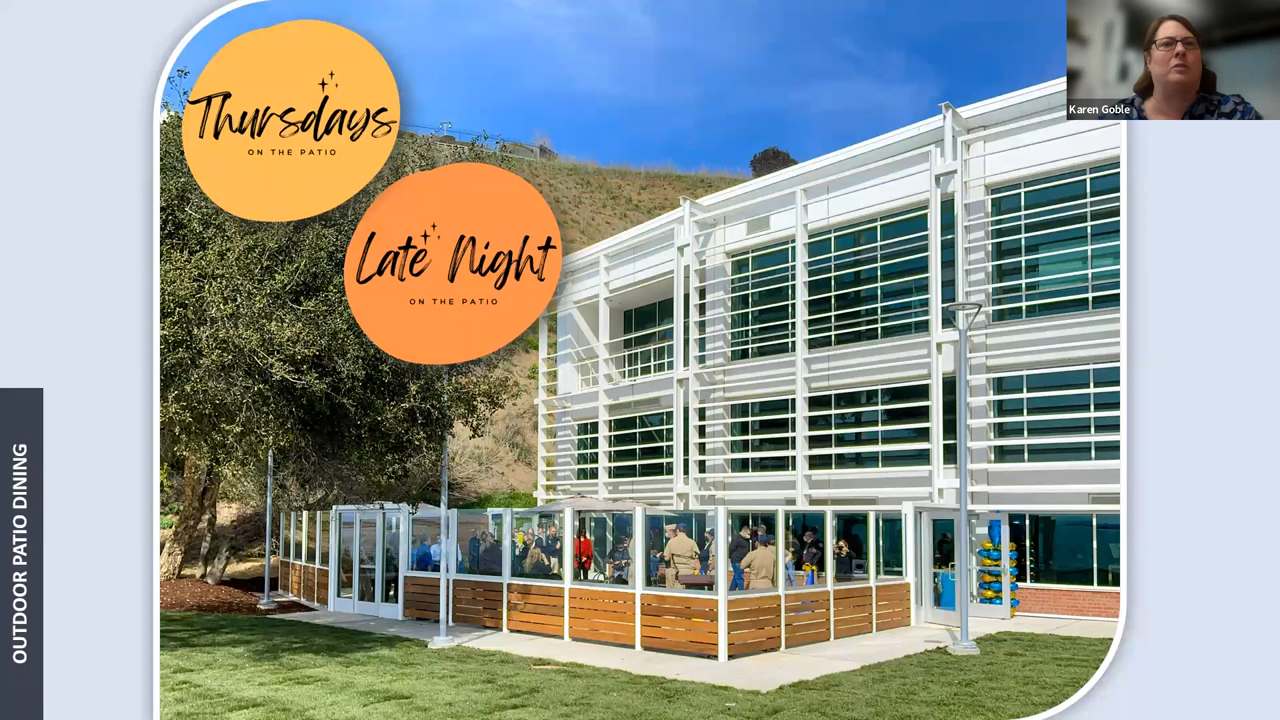 Thursdays
ON THE PATIO
Late Night
ON THE PATIO
Karen Goble
OUTDOOR PATIO DINING